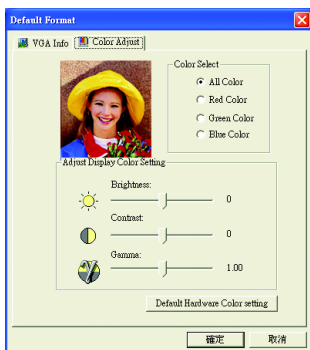 Default Format
VGA Info
Color Adjust
Color Select
All Color
Red Color
Green Color
Blue Color
Adjust Display Color Setting
Brightness:
0
Contrast:
0
Gamma:
1.00
Default Hardware Color setting
確定
取消